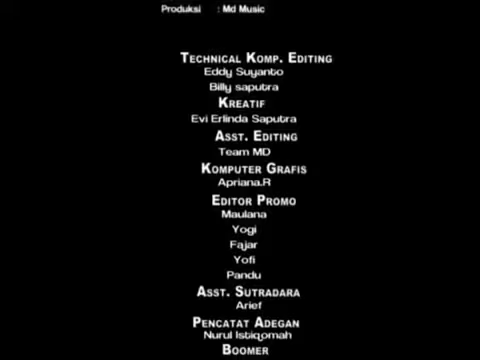 Produksi : Md Music
TECHNICAL KOMP. EDITING
Eddy Suyanto
Billy saputra
KREATIF
Evi Erlinda Saputra
ASST. EDITING
Team MD
KOMPUTER GRAFIS
Apriana.R
EDITOR PROMO
Maulana
Yogi
Fajar
Yofi
Pandu
ASST. SUTRADARA
Arief
PENCATAT ADEGAN
Nurul Istiqomah
BOOMER